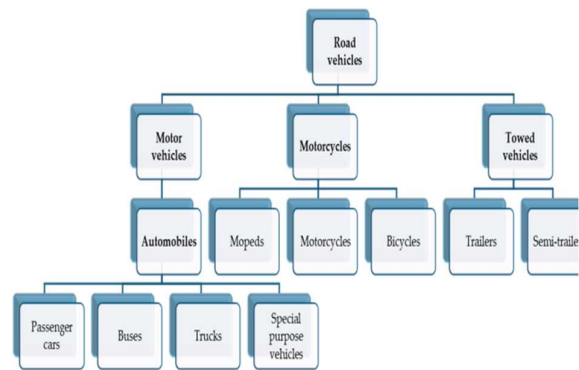 Road
vehicles
Motor
vehicles
Motorcycles
Towed
vehicles
Automobiles
Mopeds
Motorcycles
Bicycles
Trailers
Semi-traile
Passenger
cars
Buses
Trucks
Special
purpose
vehicles